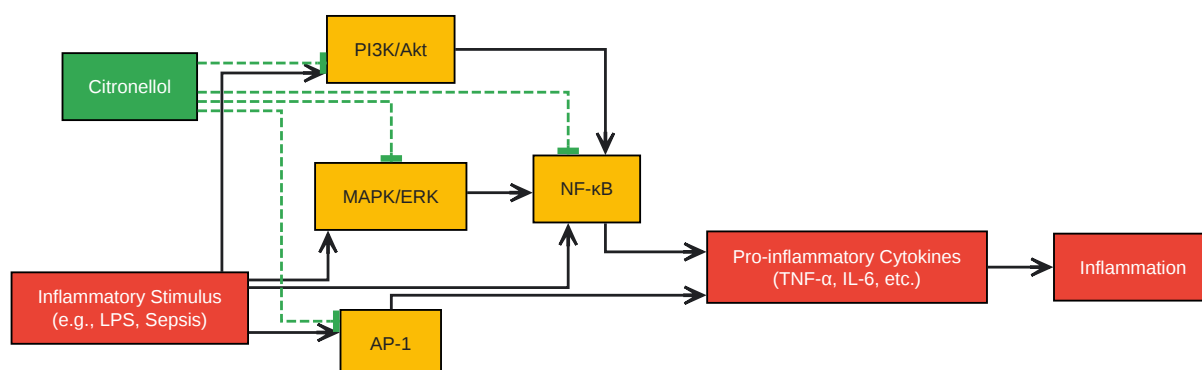 PI3K/Akt
Citronellol
MAPK/ERK
NF-κB
Pro-inflammatory Cytokines
(TNF-α, IL-6, etc.)
Inflammation
Inflammatory Stimulus
(e.g., LPS, Sepsis)
AP-1